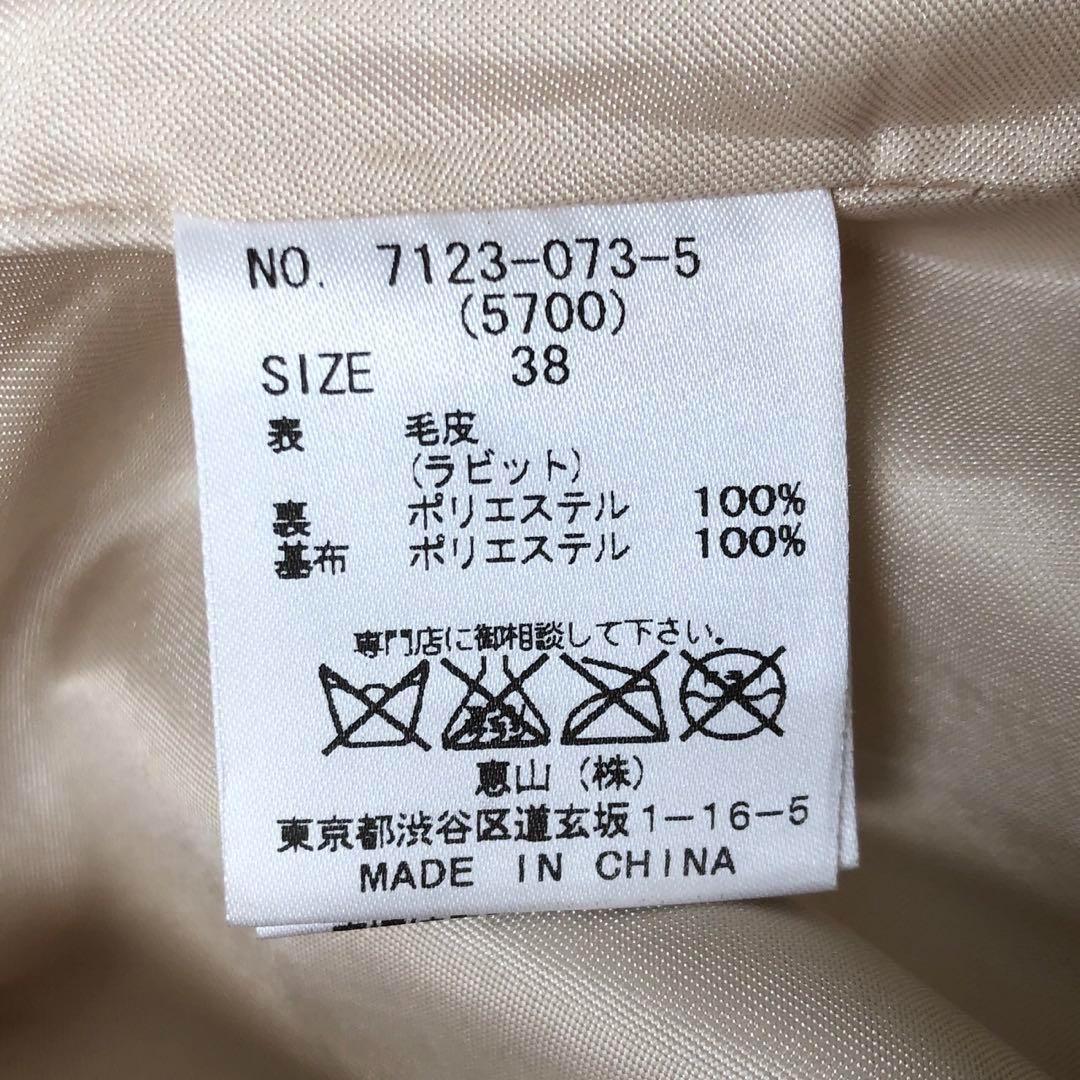 NO. 7123-073-5
(5700)
SIZE 38
表 毛皮
(ラビット)
裏 ポリエステル 100%
基布 ポリエステル 100%
専門店に御相談して下さい。
恵山(株)
東京都渋谷区道玄坂1-16-5
MADE IN CHINA